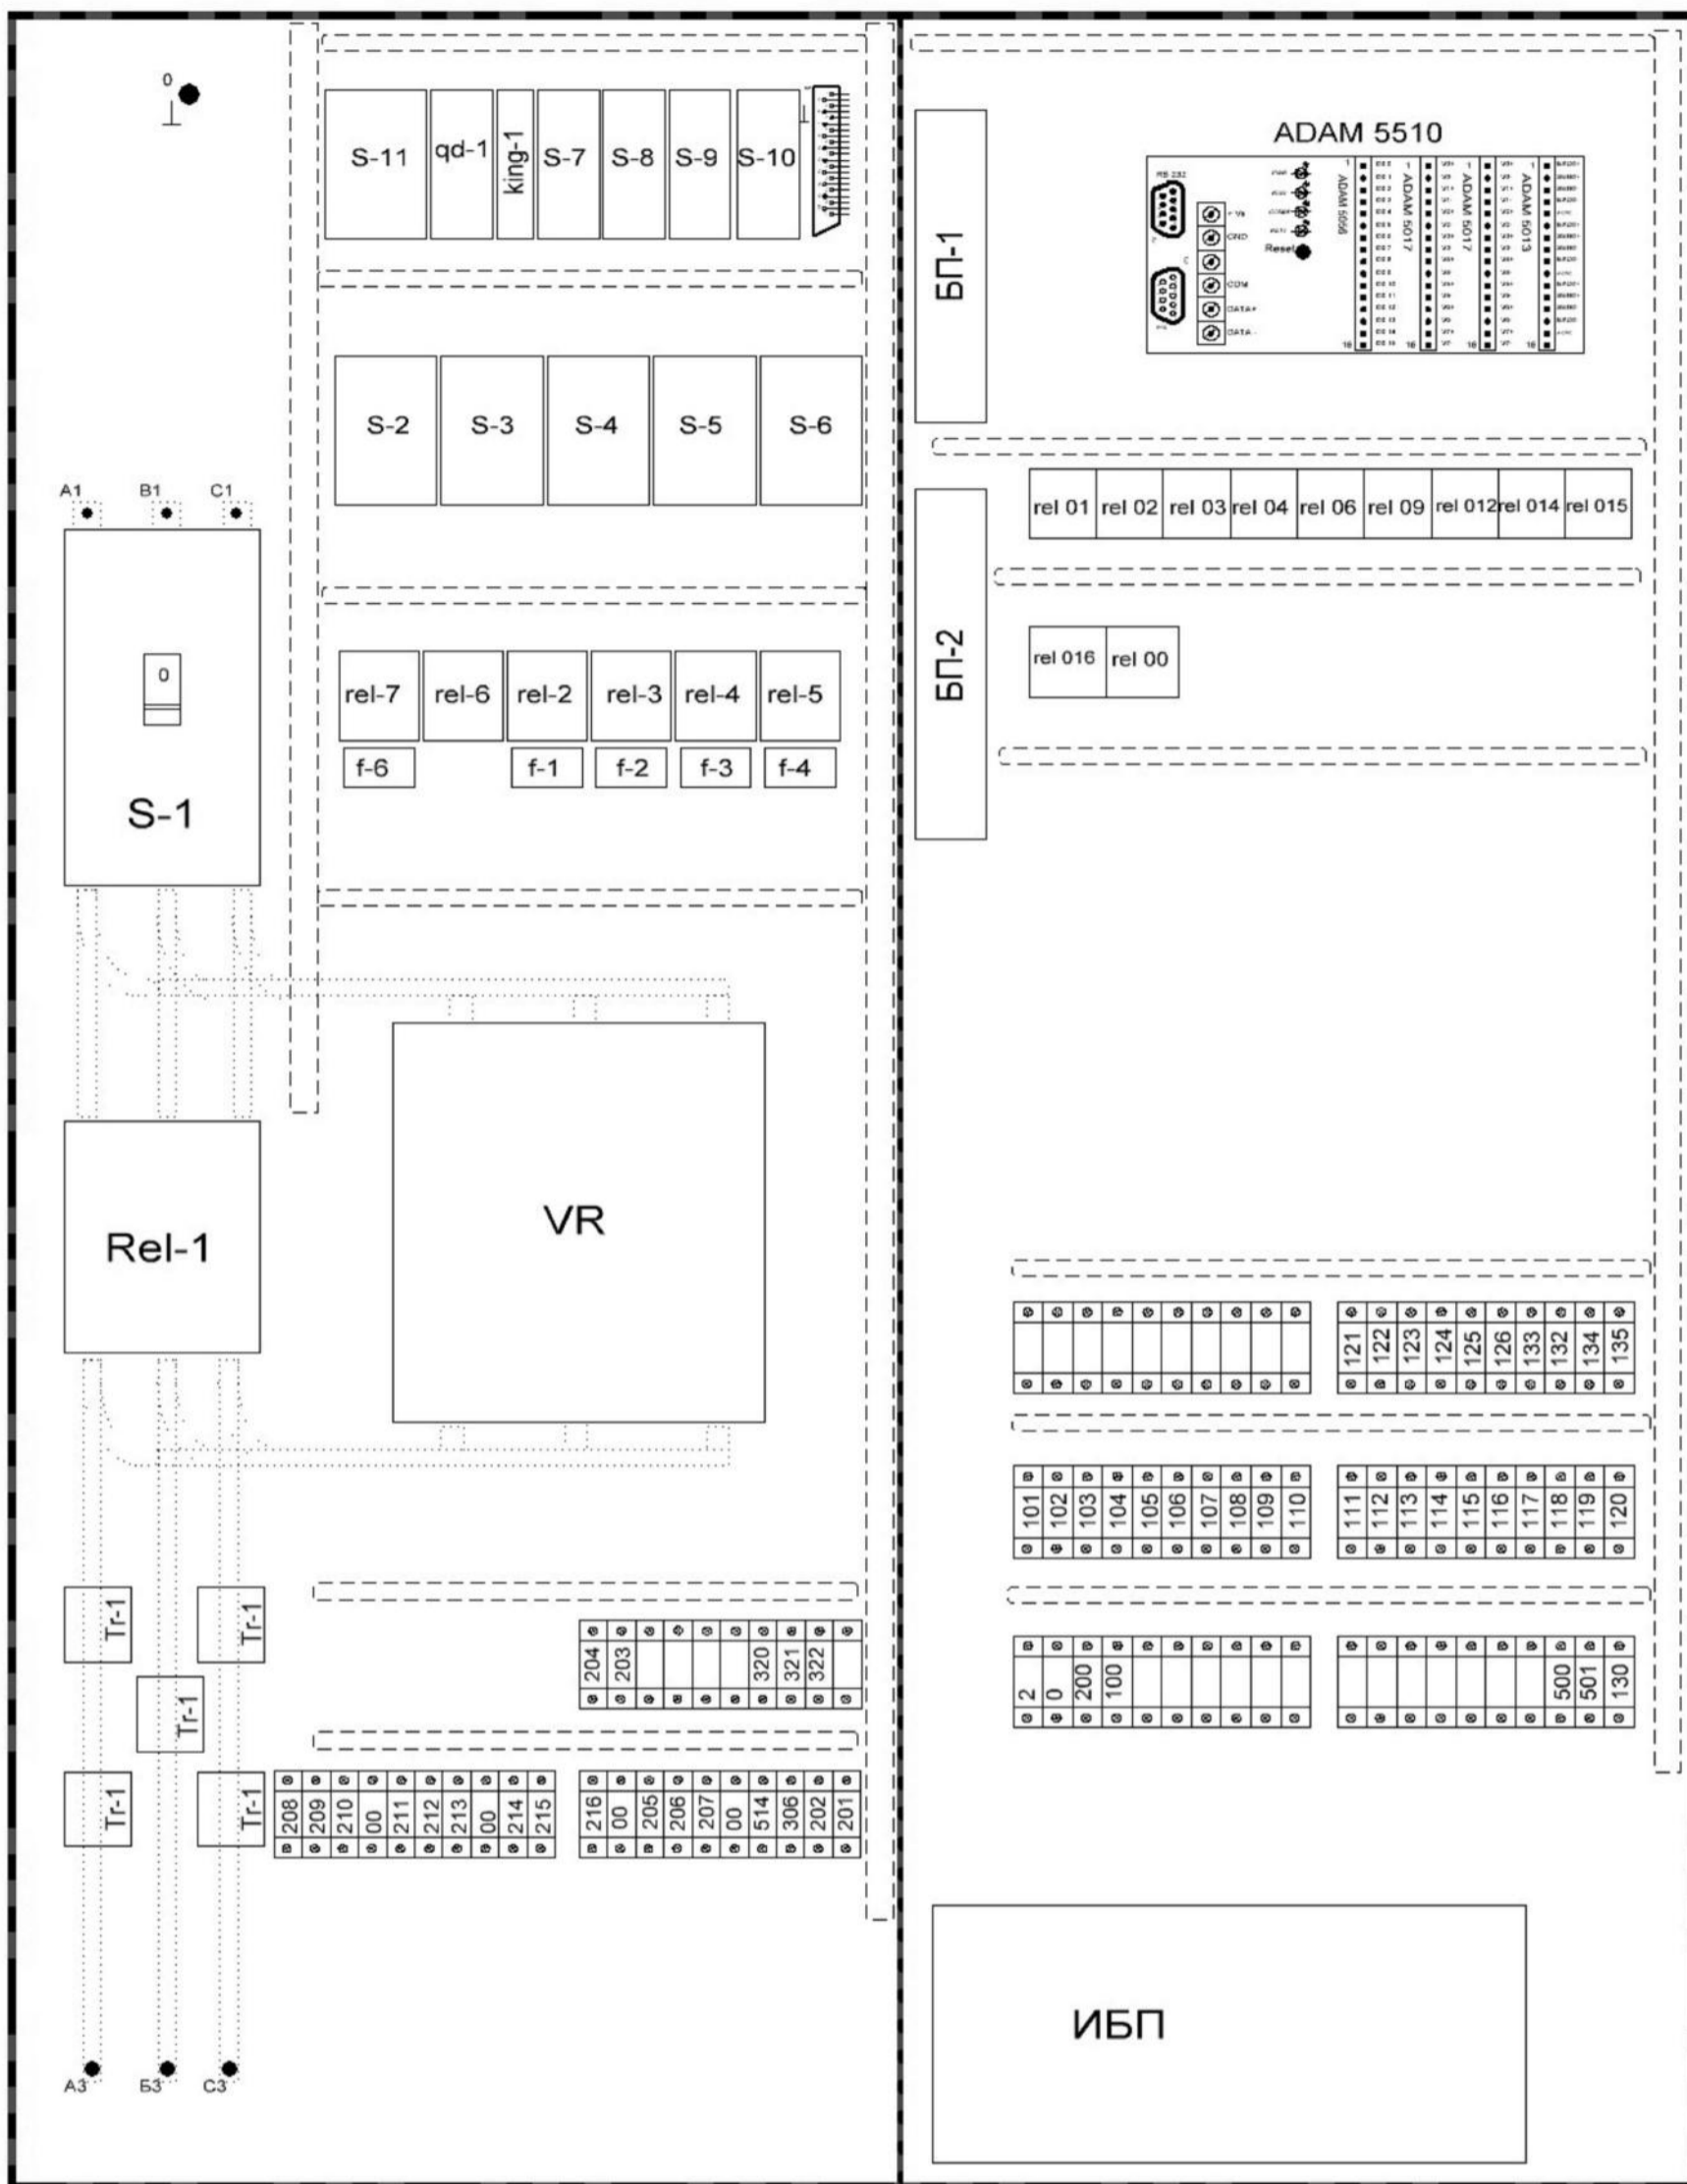 0
S-11 qd-1 king-1 S-7 S-8 S-9 S-10
S-2 S-3 S-4 S-5 S-6
A1 B1 C1
0
S-1
rel-7 rel-6 rel-2 rel-3 rel-4 rel-5
f-6 f-1 f-2 f-3 f-4
Rel-1
VR
Tr-1 Tr-1
Tr-1
Tr-1 Tr-1
204 203 320 321 322
208 209 210 00 211 212 213 00 214 215
216 00 205 206 207 00 514 306 202 201
A3 Б3 C3
БП-1
ADAM 5510
RS 232
GND
COM
DATA+
DATA-
Reset
1 ADAM 5056 16
1 ADAM 5017 16
1 ADAM 5017 16
1 ADAM 5013 16
rel 01 rel 02 rel 03 rel 04 rel 06 rel 09 rel 012 rel 014 rel 015
БП-2
rel 016 rel 00
121 122 123 124 125 126 133 132 134 135
101 102 103 104 105 106 107 108 109 110
111 112 113 114 115 116 117 118 119 120
2 0 200 100
500 501 130
ИБП